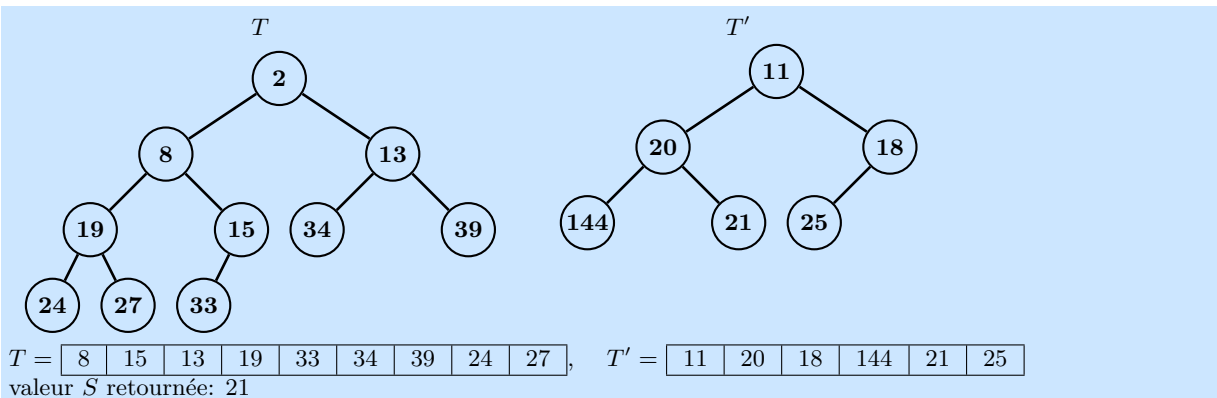 T T′
2 11
8 13 20 18
19 15 34 39 144 21 25
24 27 33
T = 8 15 13 19 33 34 39 24 27 , T′ = 11 20 18 144 21 25
valeur S retournée: 21